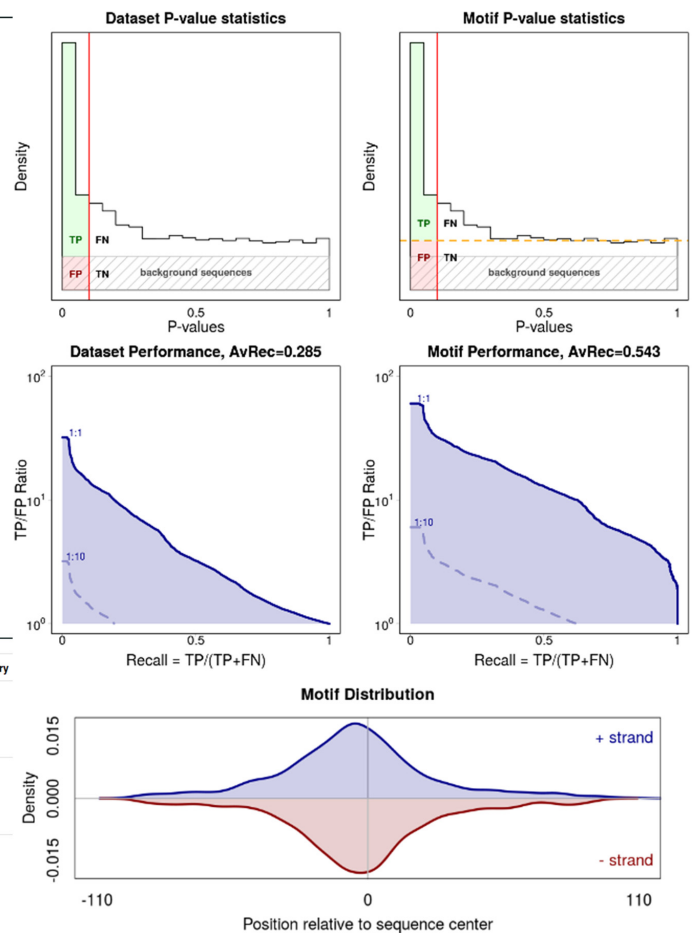 Dataset P-value statistics
Density
TP
FN
FP
TN
background sequences
0
0.5
1
P-values
Motif P-value statistics
Density
TP
FN
FP
TN
background sequences
0
0.5
1
P-values
Dataset Performance, AvRec=0.285
TP/FP Ratio
10²
10¹
10⁰
1:1
1:10
0
0.5
1
Recall = TP/(TP+FN)
Motif Performance, AvRec=0.543
TP/FP Ratio
10²
10¹
10⁰
1:1
1:10
0
0.5
1
Recall = TP/(TP+FN)
ry
Motif Distribution
Density
0.015
0.000
-0.015
+ strand
- strand
-110
0
110
Position relative to sequence center